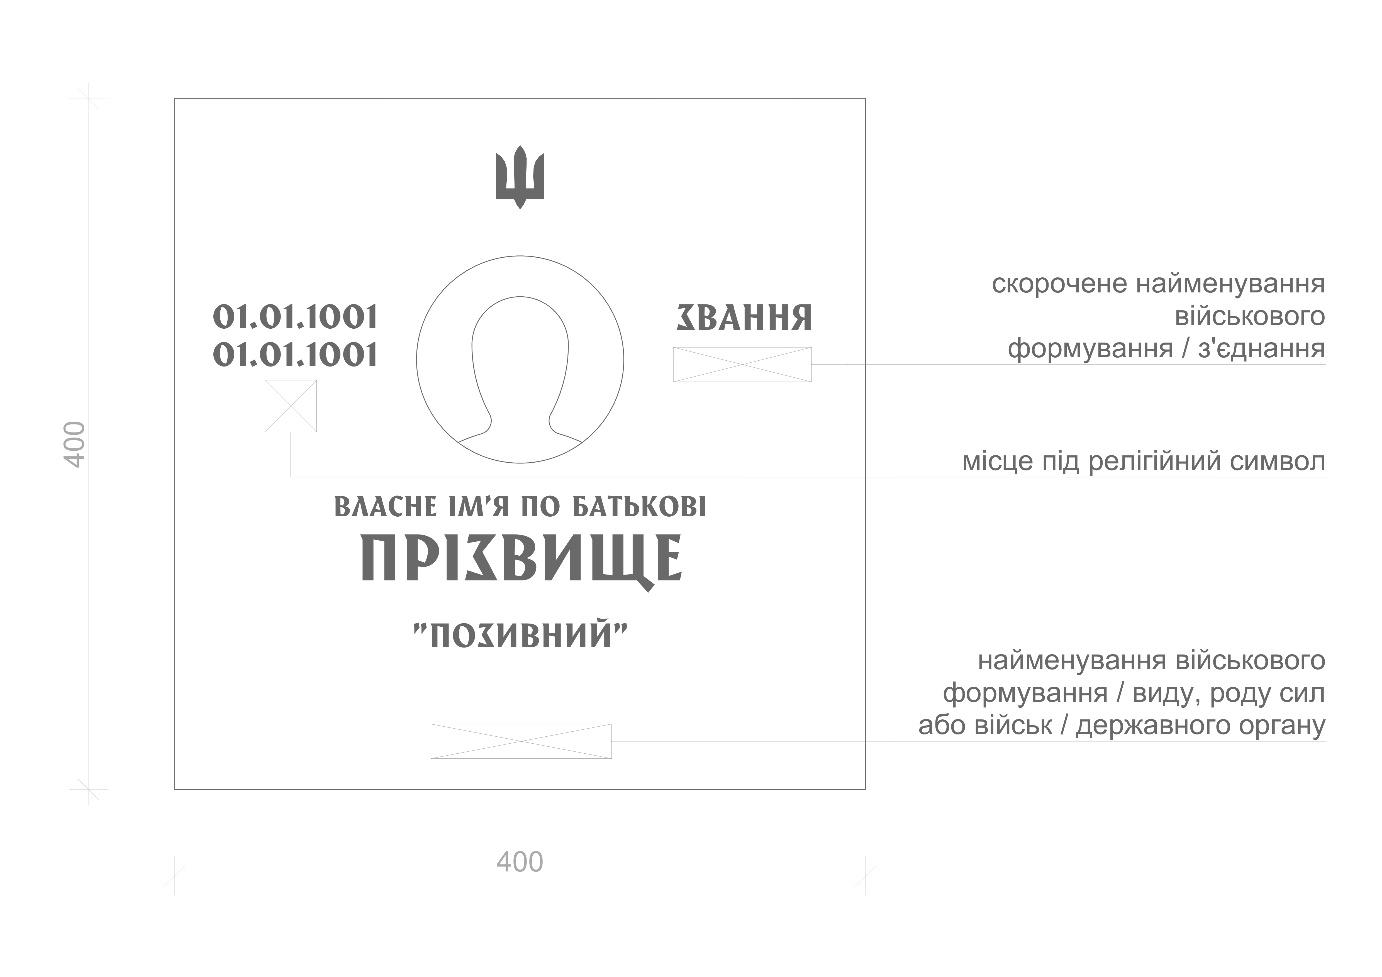 01.01.1001
01.01.1001
ЗВАННЯ
скорочене найменування
військового
формування / з'єднання
місце під релігійний символ
400
ВЛАСНЕ ІМ'Я ПО БАТЬКОВІ
ПРІЗВИЩЕ
"ПОЗИВНИЙ"
найменування військового
формування / виду, роду сил
або військ / державного органу
400